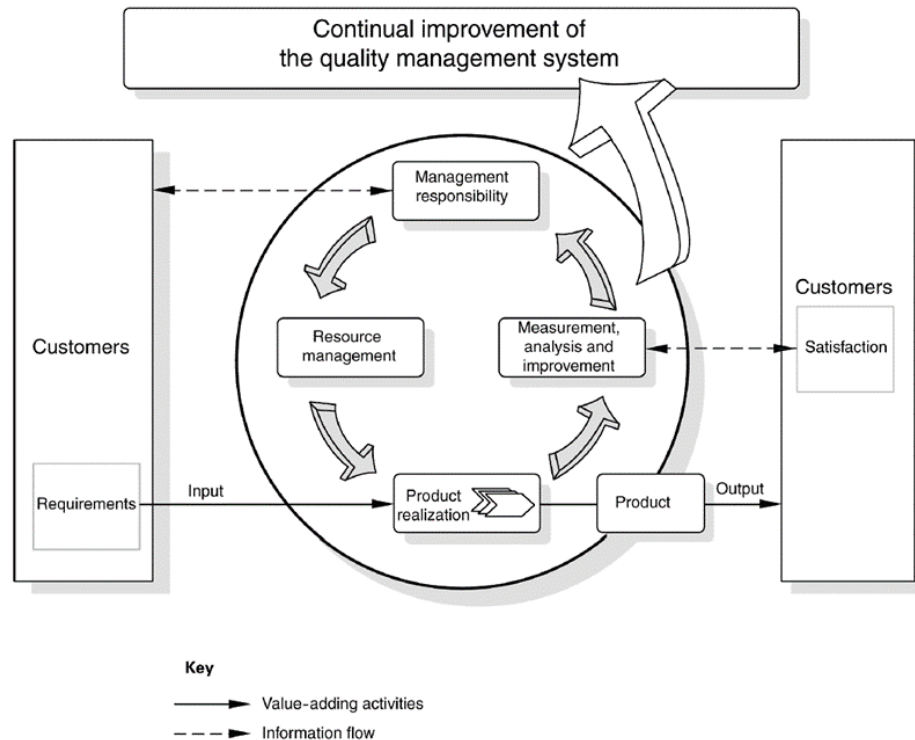 Continual improvement of
the quality management system
Management
responsibility
Customers
Resource
management
Measurement,
analysis and
improvement
Customers
Satisfaction
Requirements
Input
Product
realization
Product
Output
Key
Value-adding activities
Information flow